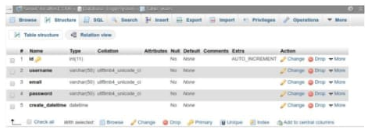 Browse Structure SQL Search Insert Export Import Privileges Operations More
Table structure Relation view
# Name Type Collation Attributes Null Default Comments Extra Action
1 id int(11) No None AUTO_INCREMENT Change Drop More
2 username varchar(50) utf8mb4_unicode_ci No None Change Drop More
3 email varchar(50) utf8mb4_unicode_ci No None Change Drop More
4 password varchar(50) utf8mb4_unicode_ci No None Change Drop More
5 create_datetime datetime No None Change Drop More
Check all With selected: Browse Change Drop Primary Unique Index Add to central columns